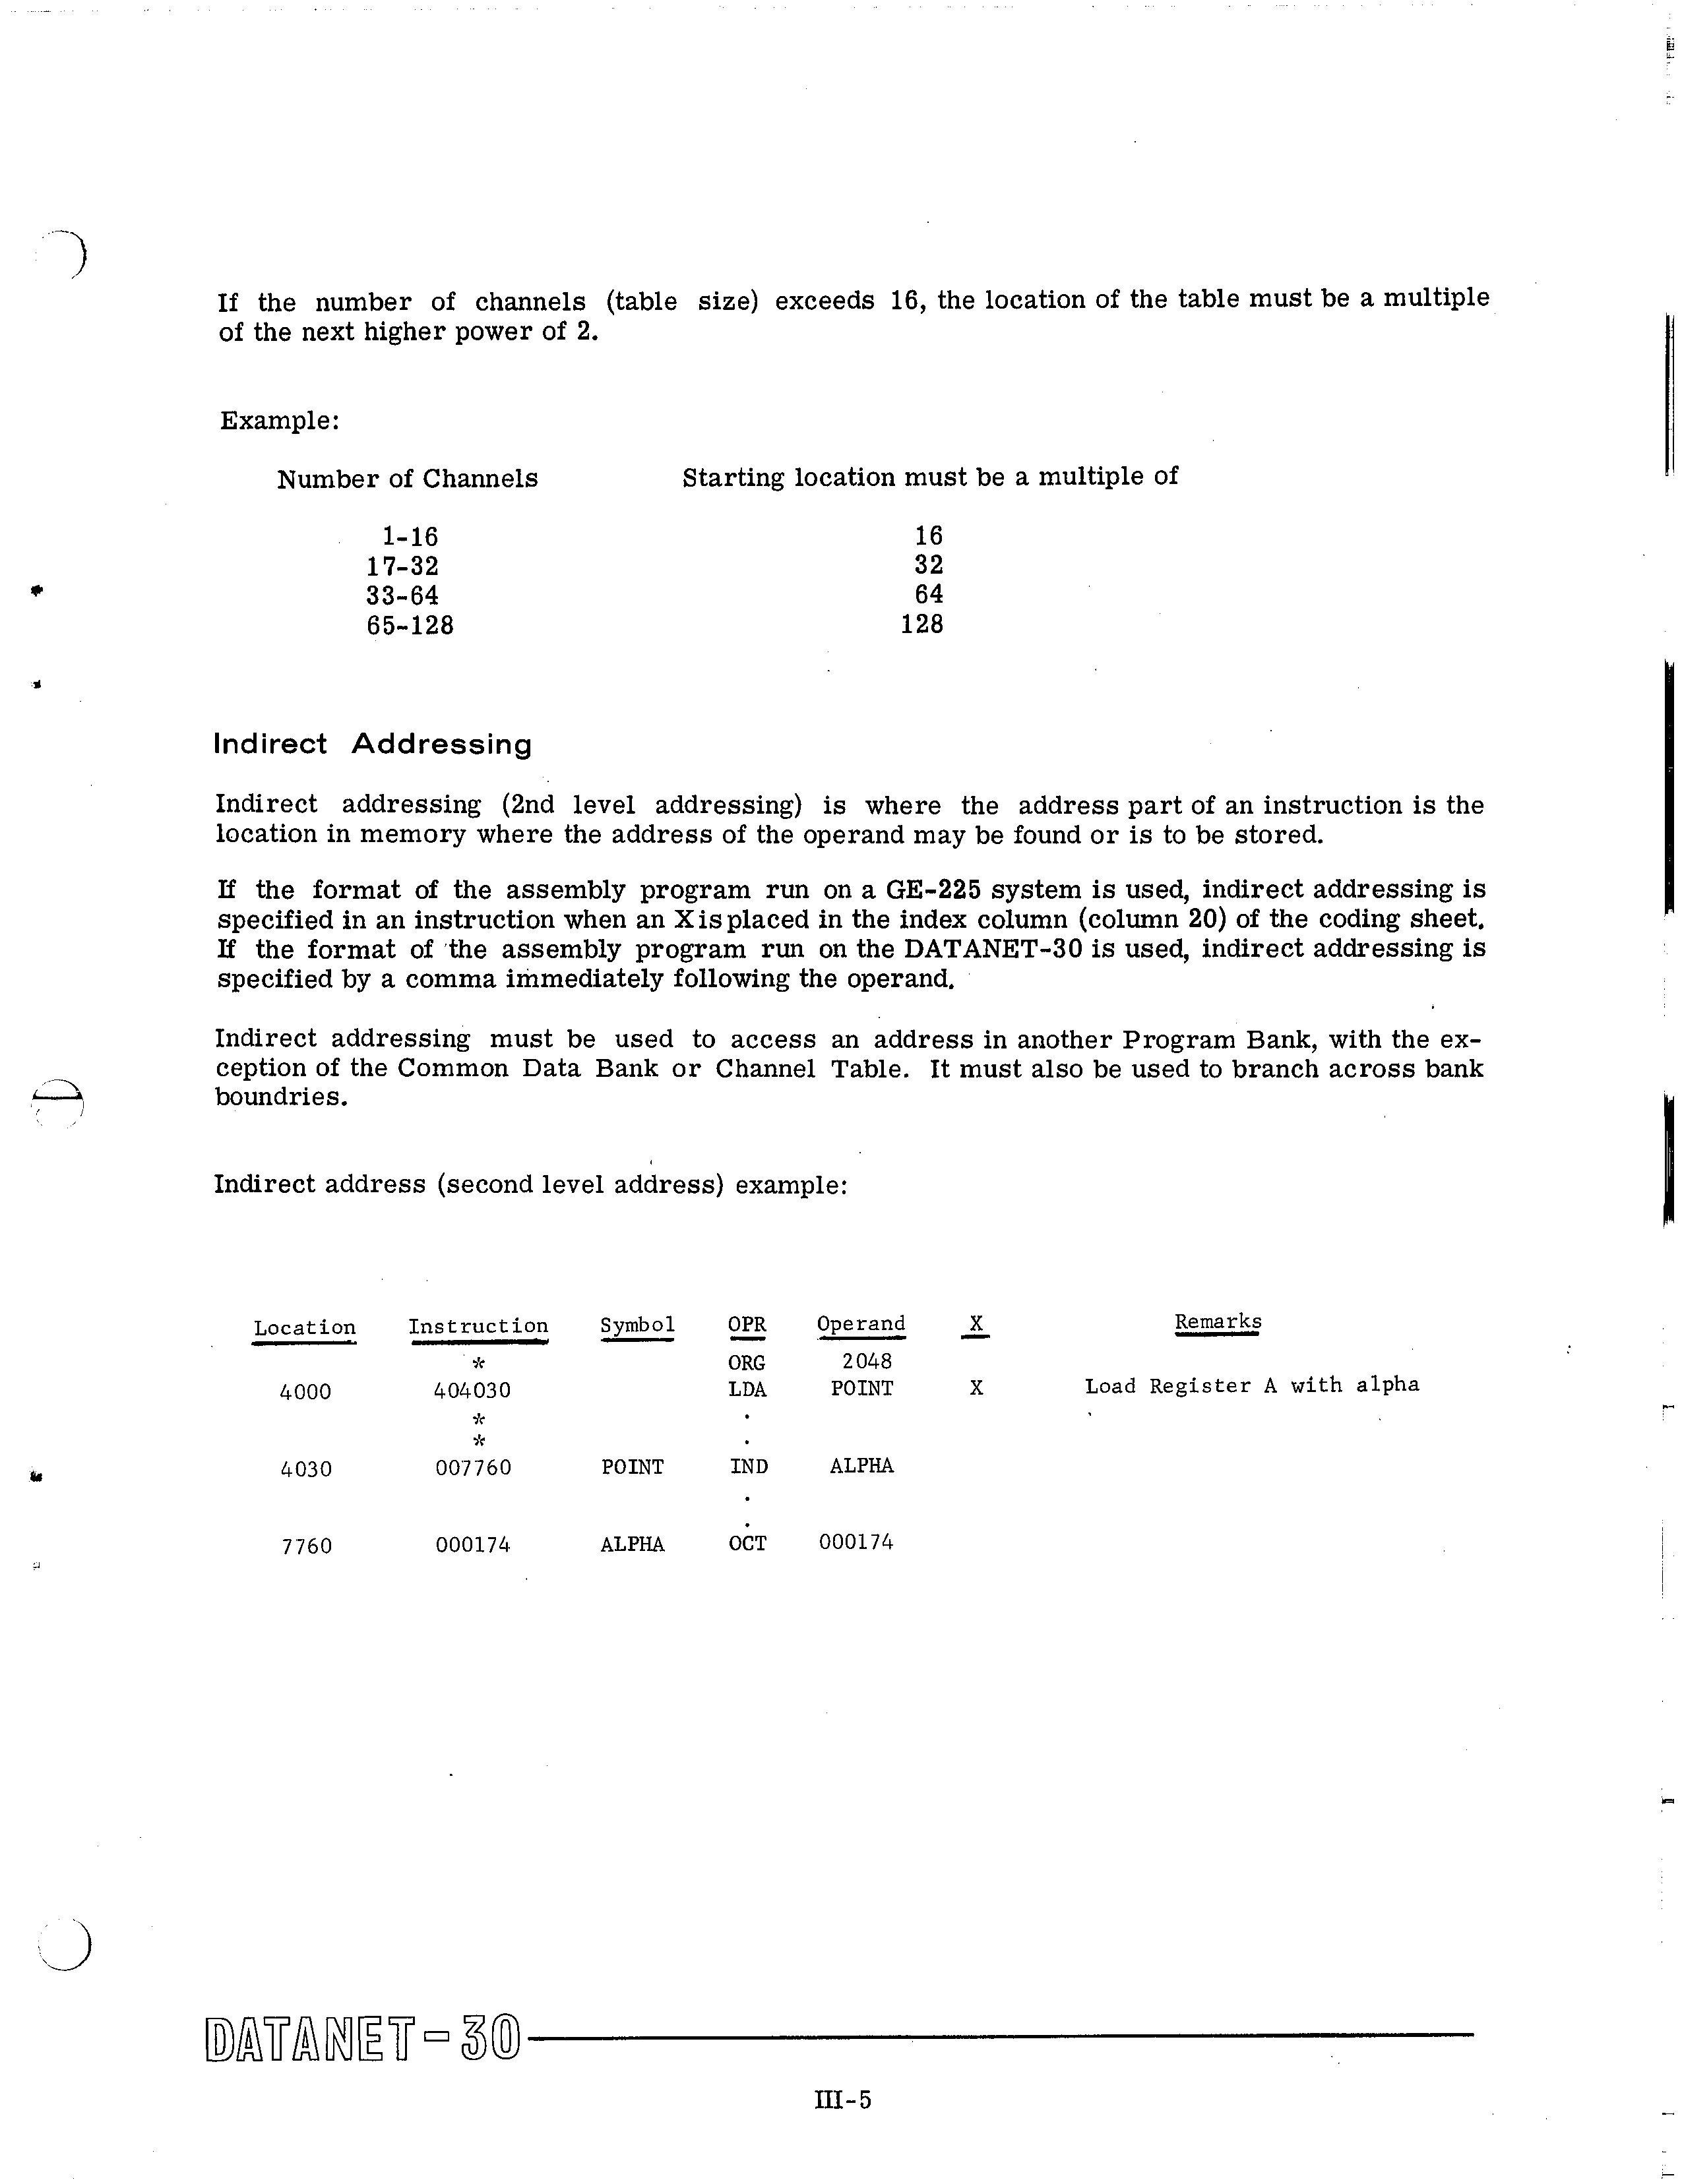 If the number of channels (table size) exceeds 16, the location of the table must be a multiple
of the next higher power of 2.
Example:
Number of Channels Starting location must be a multiple of
1-16 16
17-32 32
33-64 64
65-128 128
Indirect Addressing
Indirect addressing (2nd level addressing) is where the address part of an instruction is the
location in memory where the address of the operand may be found or is to be stored.
If the format of the assembly program run on a GE-225 system is used, indirect addressing is
specified in an instruction when an X is placed in the index column (column 20) of the coding sheet.
If the format of the assembly program run on the DATANET-30 is used, indirect addressing is
specified by a comma immediately following the operand.
Indirect addressing must be used to access an address in another Program Bank, with the ex-
ception of the Common Data Bank or Channel Table. It must also be used to branch across bank
boundries.
Indirect address (second level address) example:
Location Instruction Symbol OPR Operand X Remarks
* ORG 2048
4000 404030 LDA POINT X Load Register A with alpha
* .
* .
4030 007760 POINT IND ALPHA
.
.
7760 000174 ALPHA OCT 000174
DATANET-30
III-5